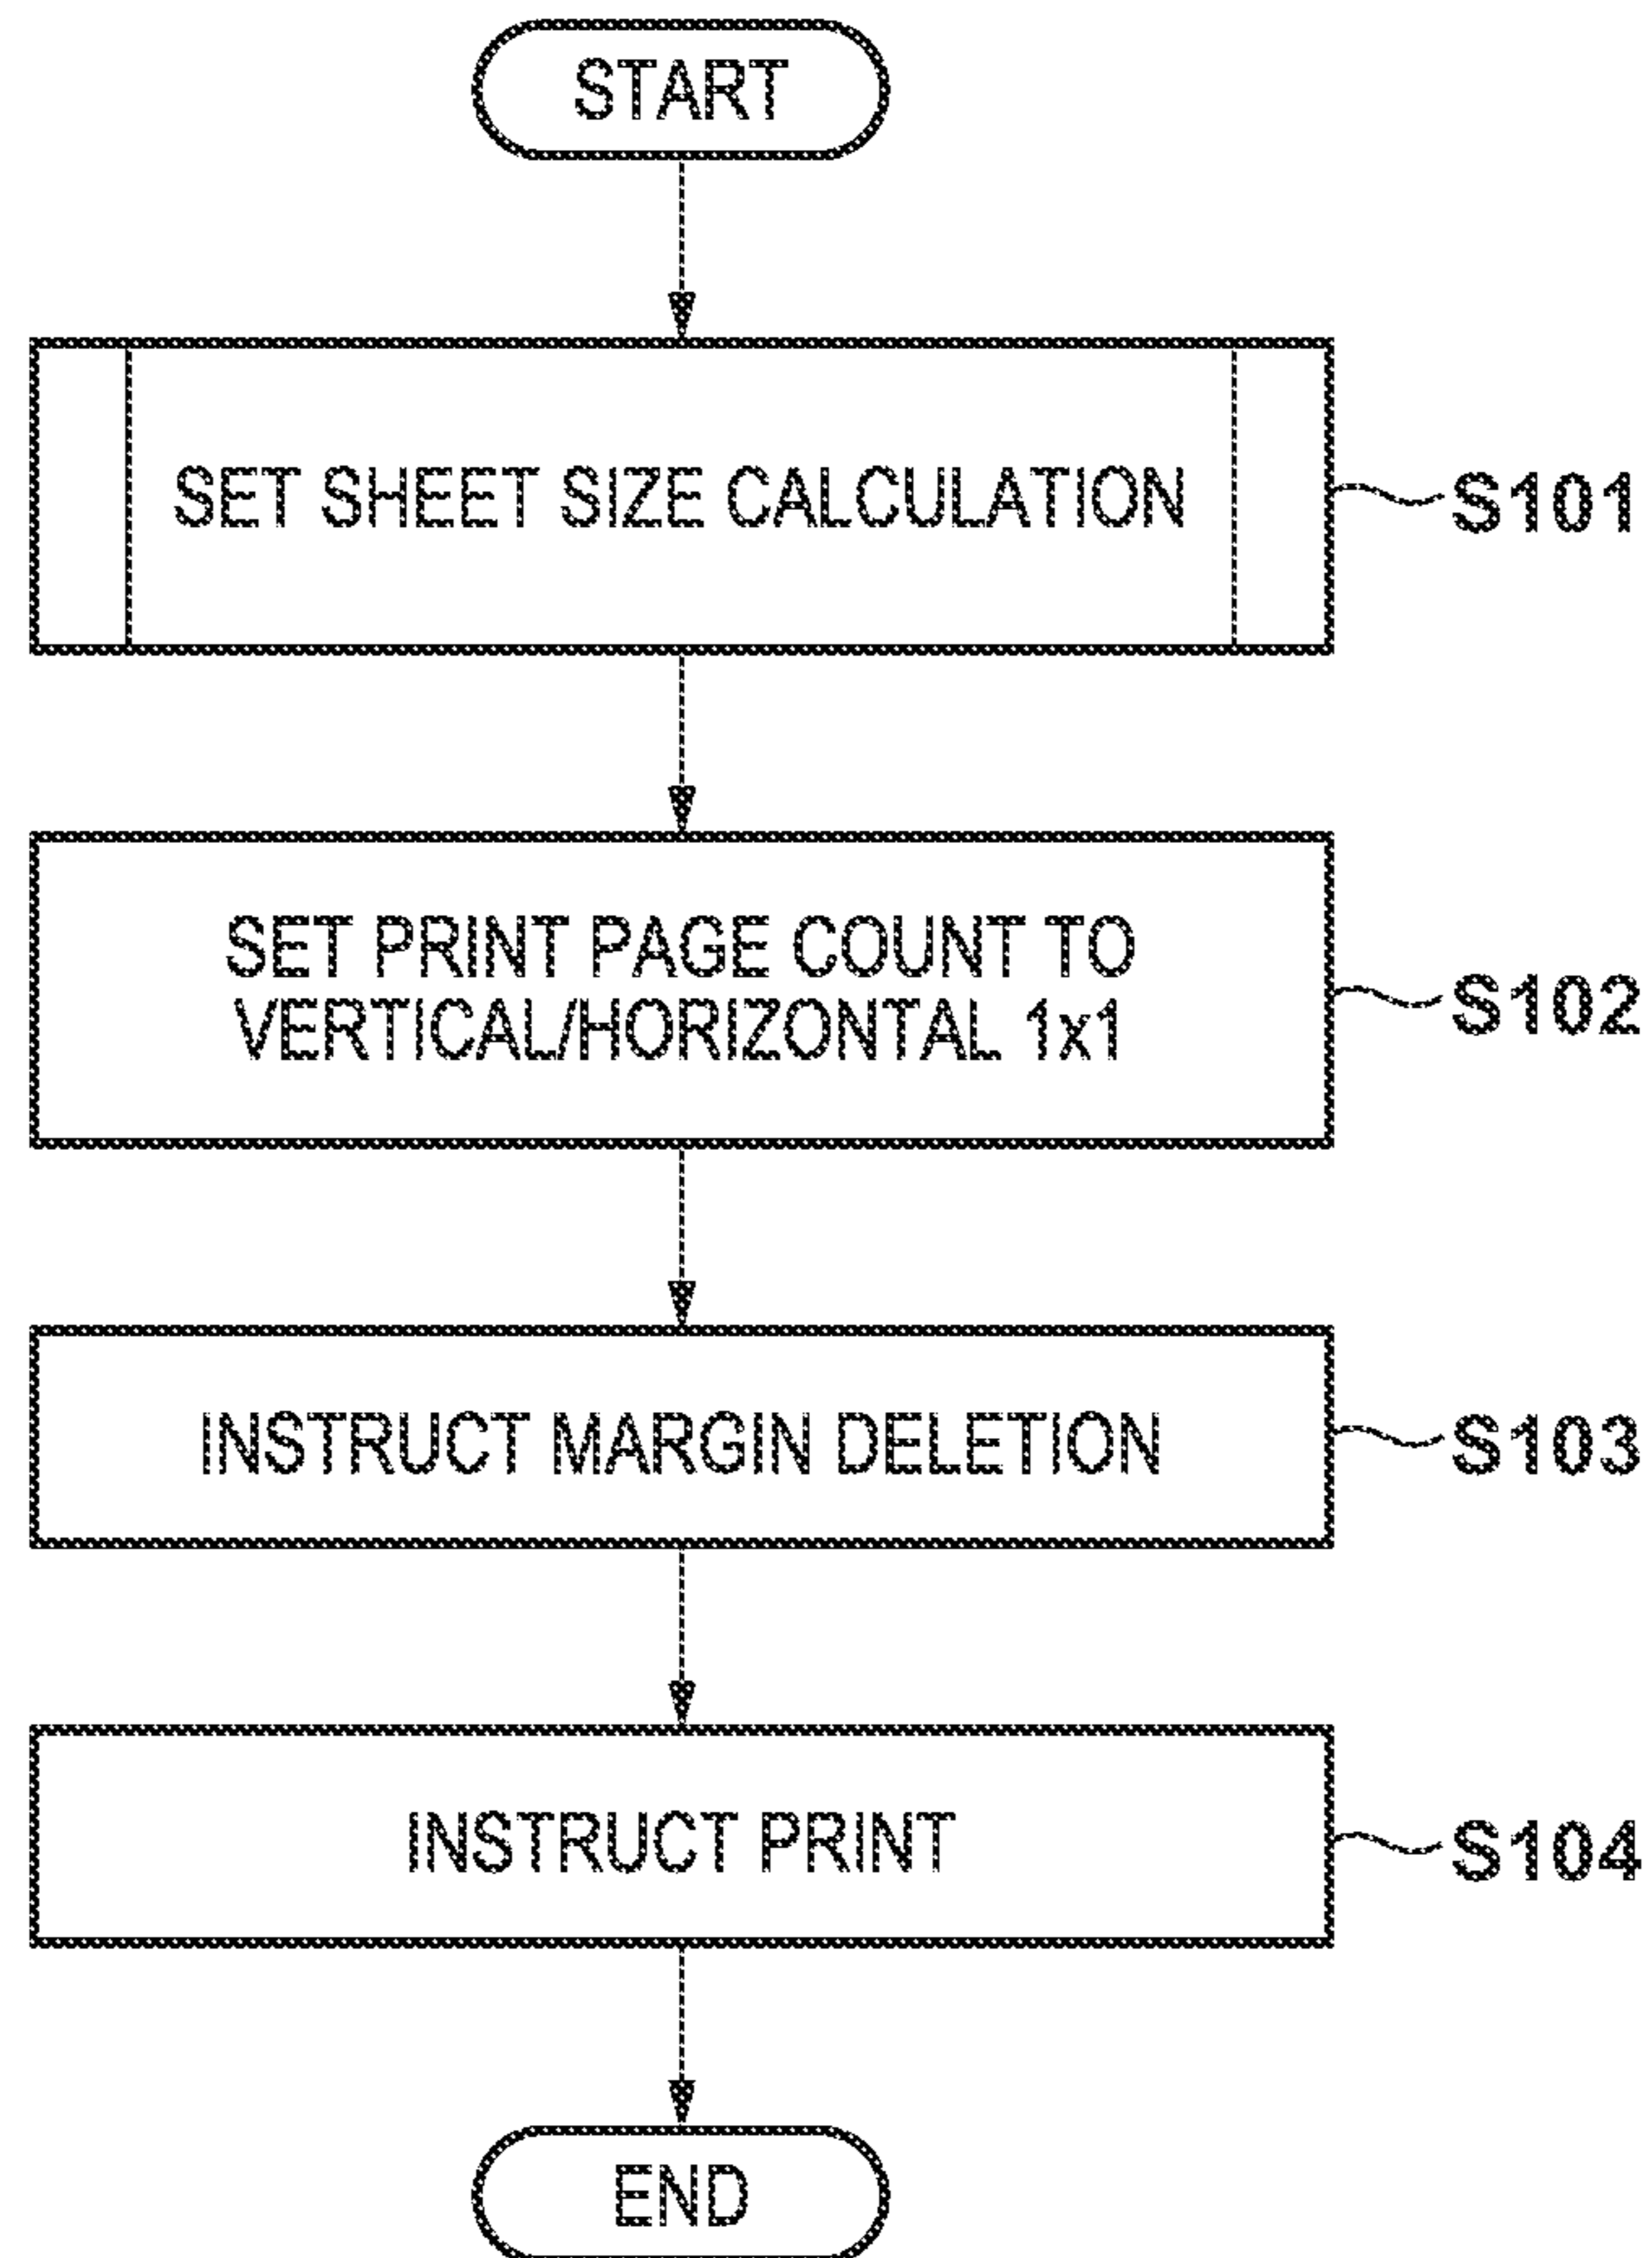 START
SET SHEET SIZE CALCULATION
S101
SET PRINT PAGE COUNT TO
VERTICAL/HORIZONTAL 1x1
S102
INSTRUCT MARGIN DELETION
S103
INSTRUCT PRINT
S104
END